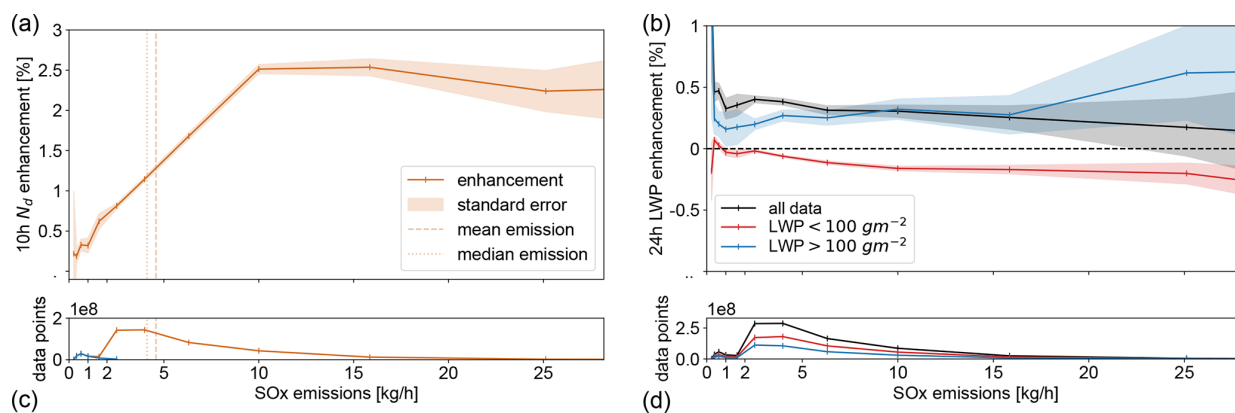 (a)
10h N_d enhancement [%]
3
2.5
2
1.5
1
0.5
.
enhancement
standard error
mean emission
median emission
(b)
24h LWP enhancement [%]
1
0.5
0
-0.5
..
all data
LWP < 100 gm⁻²
LWP > 100 gm⁻²
data points
1e8
2
0
0 1 2 5 10 15 20 25
SOx emissions [kg/h]
(c)
data points
1e8
2.5
0.0
0 1 2 5 10 15 20 25
SOx emissions [kg/h]
(d)